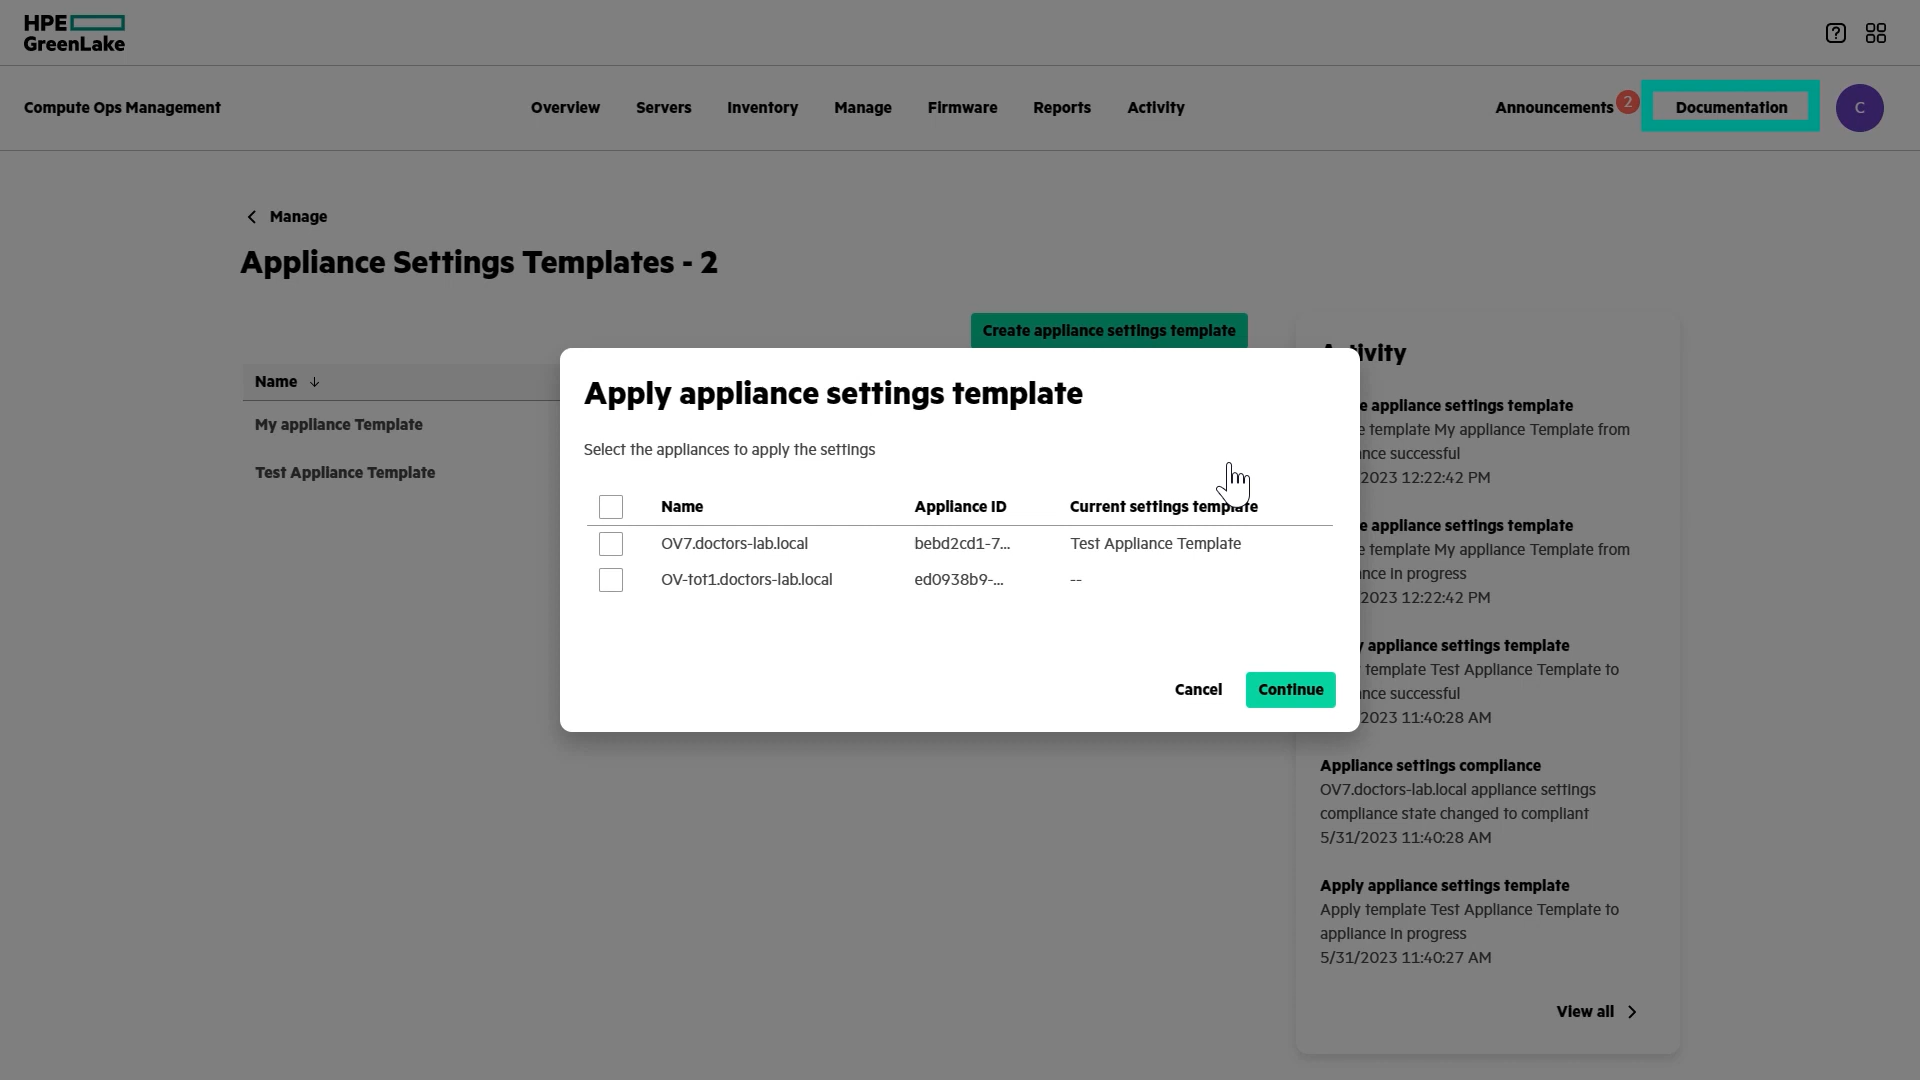 HPE
GreenLake
Compute Ops Management
Overview
Servers
Inventory
Manage
Firmware
Reports
Activity
Announcements
2
Documentation
C
Manage
Appliance Settings Templates - 2
Create appliance settings template
Name
My appliance Template
Test Appliance Template
Apply appliance settings template
Select the appliances to apply the settings
Name Appliance ID Current settings template
OV7.doctors-lab.local bebd2cd1-7... Test Appliance Template
OV-tot1.doctors-lab.local ed0938b9-... --
Cancel
Continue
appliance settings template
template My appliance Template from
successful
2023 12:22:42 PM
appliance settings template
template My appliance Template from
in progress
2023 12:22:42 PM
appliance settings template
template Test Appliance Template to
successful
2023 11:40:28 AM
Appliance settings compliance
OV7.doctors-lab.local appliance settings
compliance state changed to compliant
5/31/2023 11:40:28 AM
Apply appliance settings template
Apply template Test Appliance Template to
appliance in progress
5/31/2023 11:40:27 AM
View all